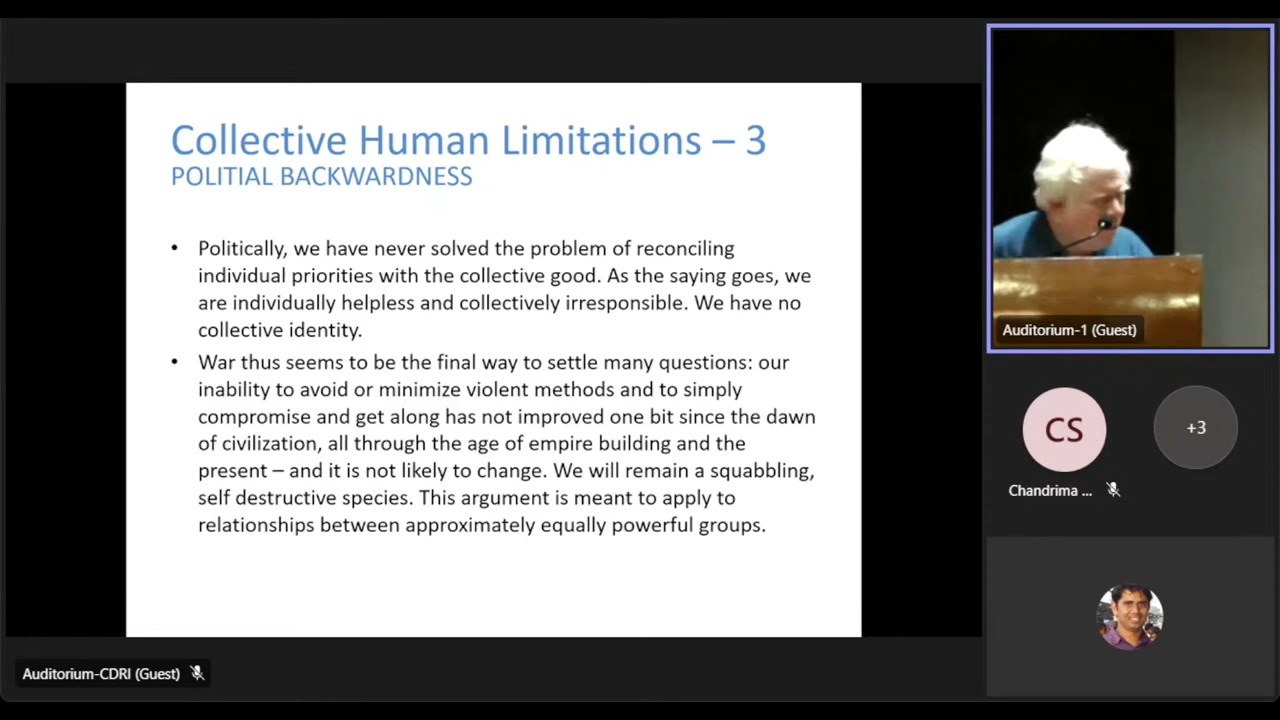 Collective Human Limitations – 3
POLITIAL BACKWARDNESS
• Politically, we have never solved the problem of reconciling
individual priorities with the collective good. As the saying goes, we
are individually helpless and collectively irresponsible. We have no
collective identity.
• War thus seems to be the final way to settle many questions: our
inability to avoid or minimize violent methods and to simply
compromise and get along has not improved one bit since the dawn
of civilization, all through the age of empire building and the
present – and it is not likely to change. We will remain a squabbling,
self destructive species. This argument is meant to apply to
relationships between approximately equally powerful groups.
Auditorium-CDRI (Guest)
Auditorium-1 (Guest)
CS
+3
Chandrima ...